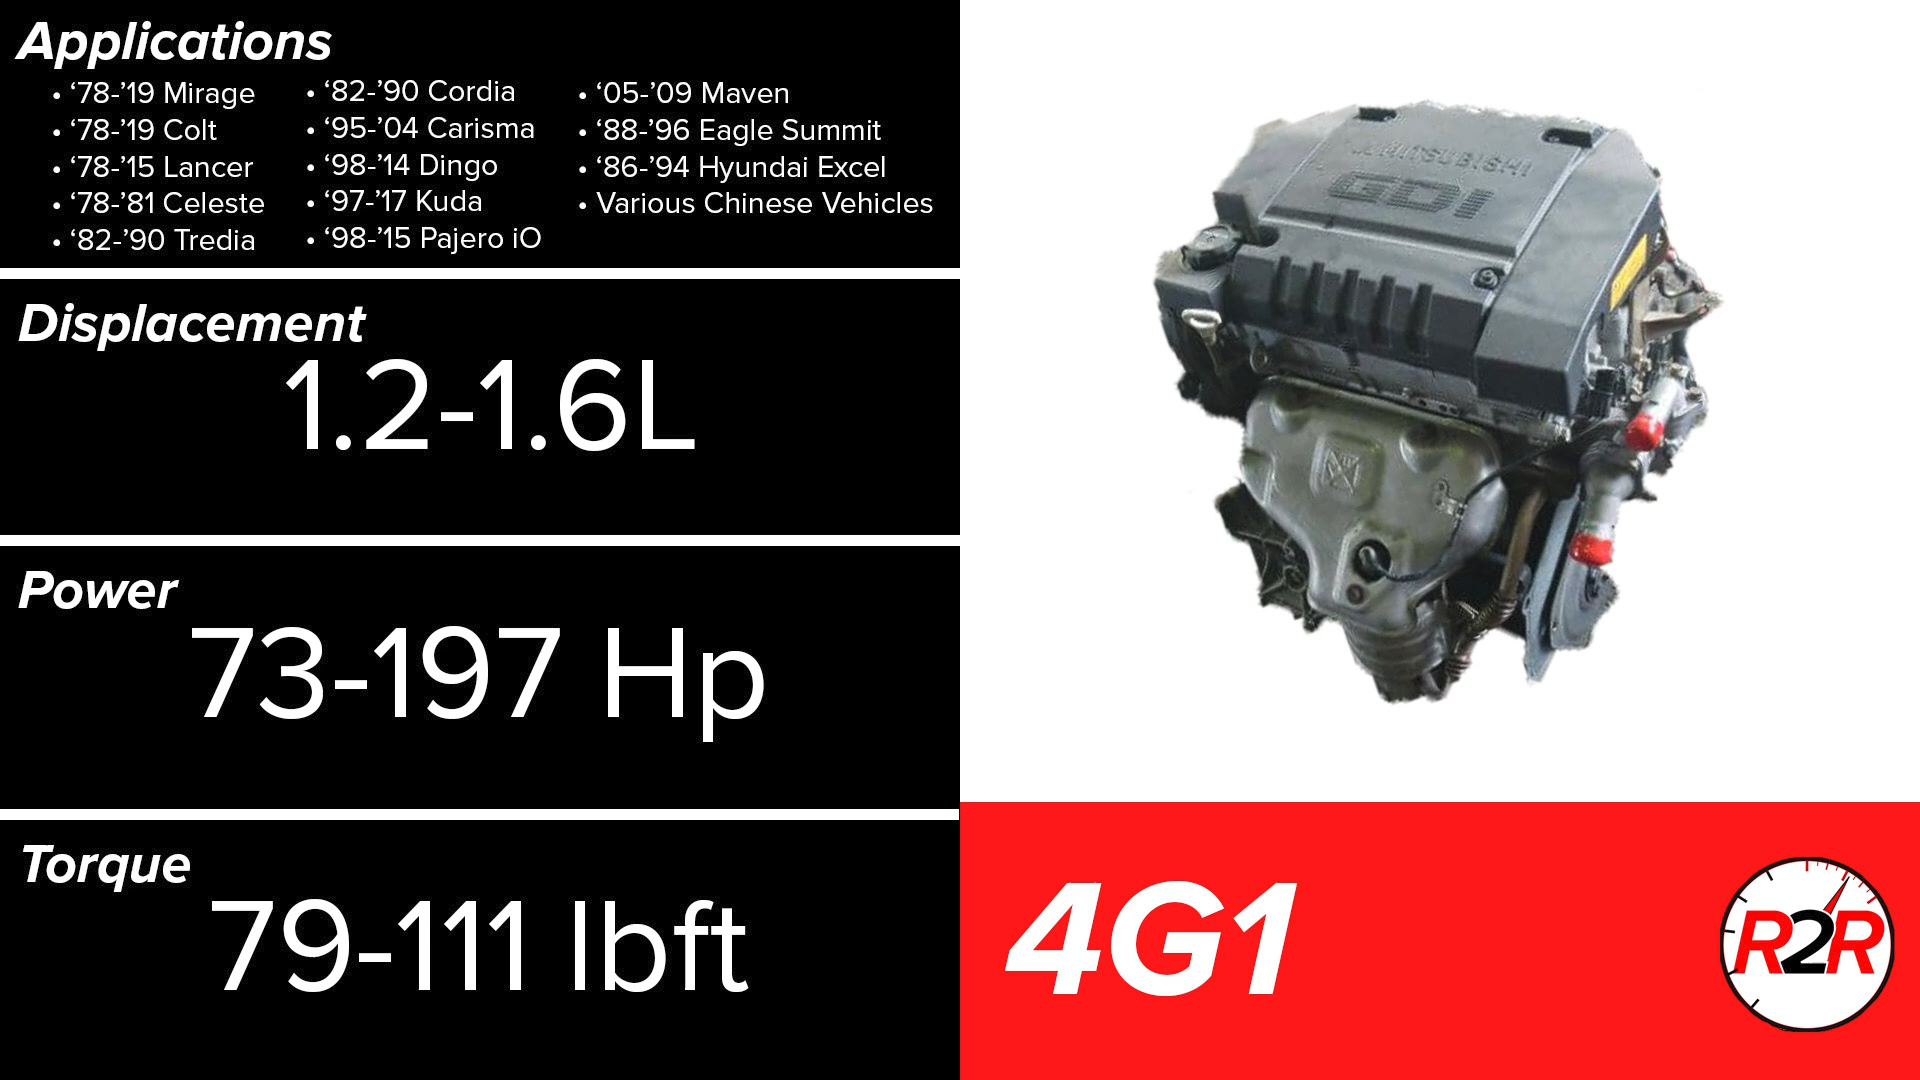 Applications
• ‘78-’19 Mirage
• ‘78-’19 Colt
• ‘78-’15 Lancer
• ‘78-’81 Celeste
• ‘82-’90 Tredia
• ‘82-’90 Cordia
• ‘95-’04 Carisma
• ‘98-’14 Dingo
• ‘97-’17 Kuda
• ‘98-’15 Pajero iO
• ‘05-’09 Maven
• ‘88-’96 Eagle Summit
• ‘86-’94 Hyundai Excel
• Various Chinese Vehicles
Displacement
1.2-1.6L
Power
73-197 Hp
Torque
79-111 lbft
MITSUBISHI
GDI
4G1
R2R